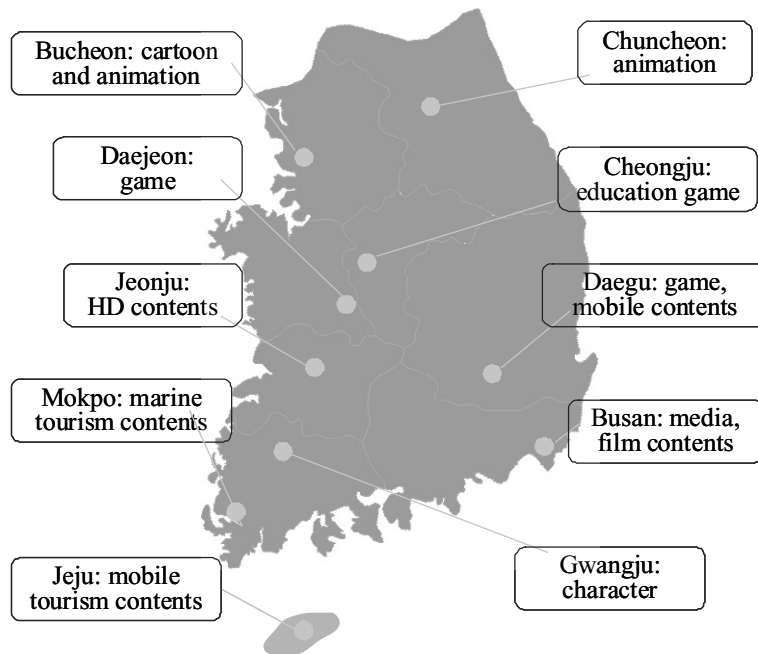 Bucheon: cartoon
and animation
Chuncheon:
animation
Daejeon:
game
Cheongju:
education game
Jeonju:
HD contents
Daegu: game,
mobile contents
Mokpo: marine
tourism contents
Busan: media,
film contents
Jeju: mobile
tourism contents
Gwangju:
character